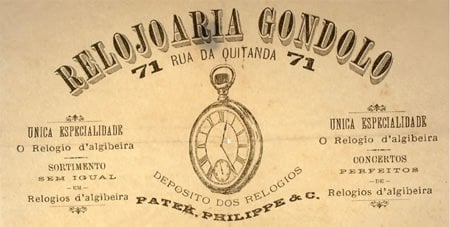 RELOJOARIA GONDOLO
71 RUA DA QUITANDA 71
UNICA ESPECIALIDADE
O Relogio d'algibeira
SORTIMENTO
SEM IGUAL
EM
Relogios d'algibeira
UNICA ESPECIALIDADE
O Relogio d'algibeira
CONCERTOS
PERFEITOS
DE
Relogios d'algibeira
DEPOSITO DOS RELOGIOS
PATEK, PHILIPPE & C.